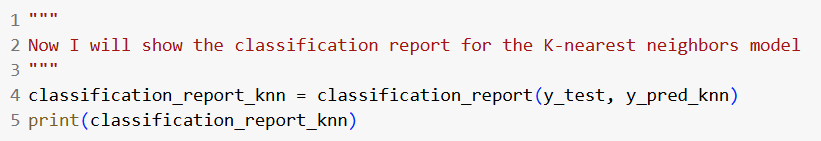 1 """
2 Now I will show the classification report for the K-nearest neighbors model
3 """
4 classification_report_knn = classification_report(y_test, y_pred_knn)
5 print(classification_report_knn)